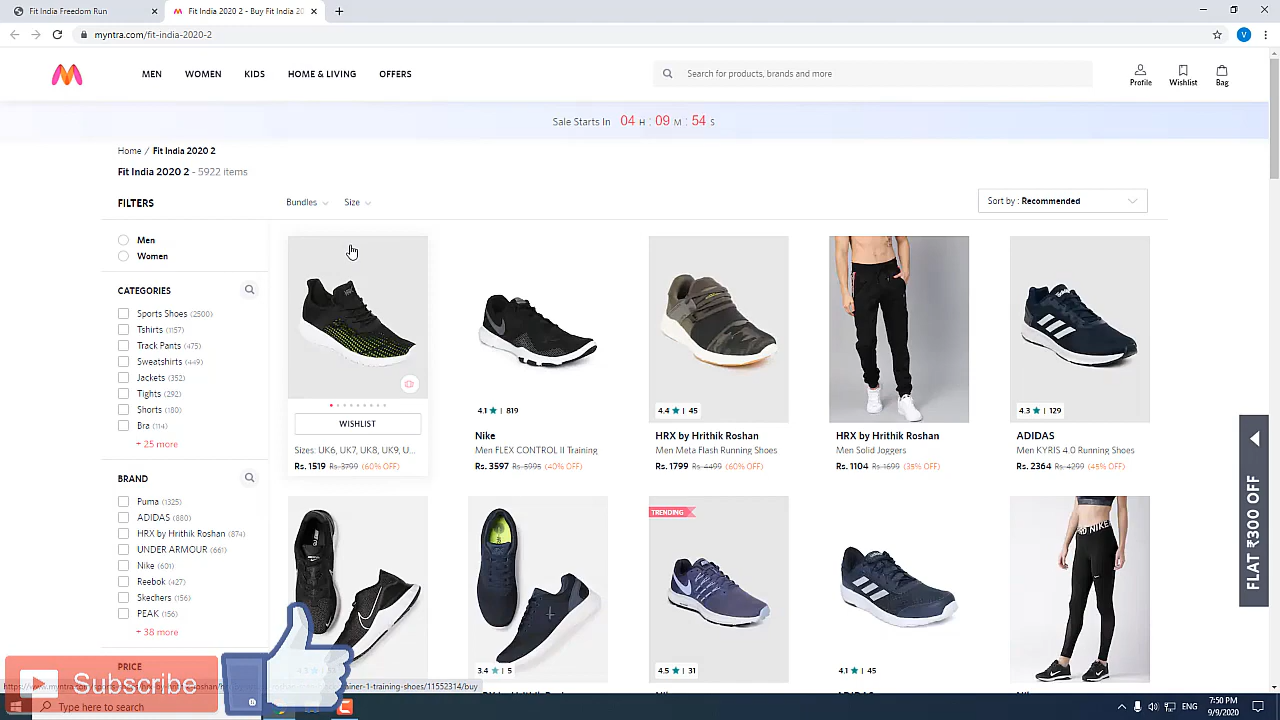 Fit India Freedom Run
Fit India 2020 2 - Buy Fit India 20
myntra.com/fit-india-2020-2
V
MEN WOMEN KIDS HOME & LIVING OFFERS
Search for products, brands and more
Profile Wishlist Bag
Sale Starts In 04 H : 09 M : 54 S
Home / Fit India 2020 2
Fit India 2020 2 - 5922 items
FILTERS
Bundles Size
Sort by : Recommended
Men
Women
CATEGORIES
Sports Shoes (2500)
Tshirts (1157)
Track Pants (475)
Sweatshirts (449)
Jackets (352)
Tights (292)
Shorts (180)
Bra (114)
+ 25 more
BRAND
Puma (1325)
ADIDAS (880)
HRX by Hrithik Roshan (874)
UNDER ARMOUR (661)
Nike (601)
Reebok (427)
Skechers (156)
PEAK (156)
+ 38 more
PRICE
WISHLIST
Sizes: UK6, UK7, UK8, UK9, U...
Rs. 1519 Rs. 3799 (60% OFF)
4.1 | 819
Nike
Men FLEX CONTROL II Training
Rs. 3597 Rs. 5995 (40% OFF)
4.4 | 45
HRX by Hrithik Roshan
Men Meta Flash Running Shoes
Rs. 1799 Rs. 4499 (60% OFF)
HRX by Hrithik Roshan
Men Solid Joggers
Rs. 1104 Rs. 1699 (35% OFF)
4.3 | 129
ADIDAS
Men KYRIS 4.0 Running Shoes
Rs. 2364 Rs. 4299 (45% OFF)
TRENDING
3.4 | 5
4.5 | 31
4.1 | 45
FLAT ₹300 OFF
Subscribe
Type here to search
ENG
7:50 PM
9/9/2020